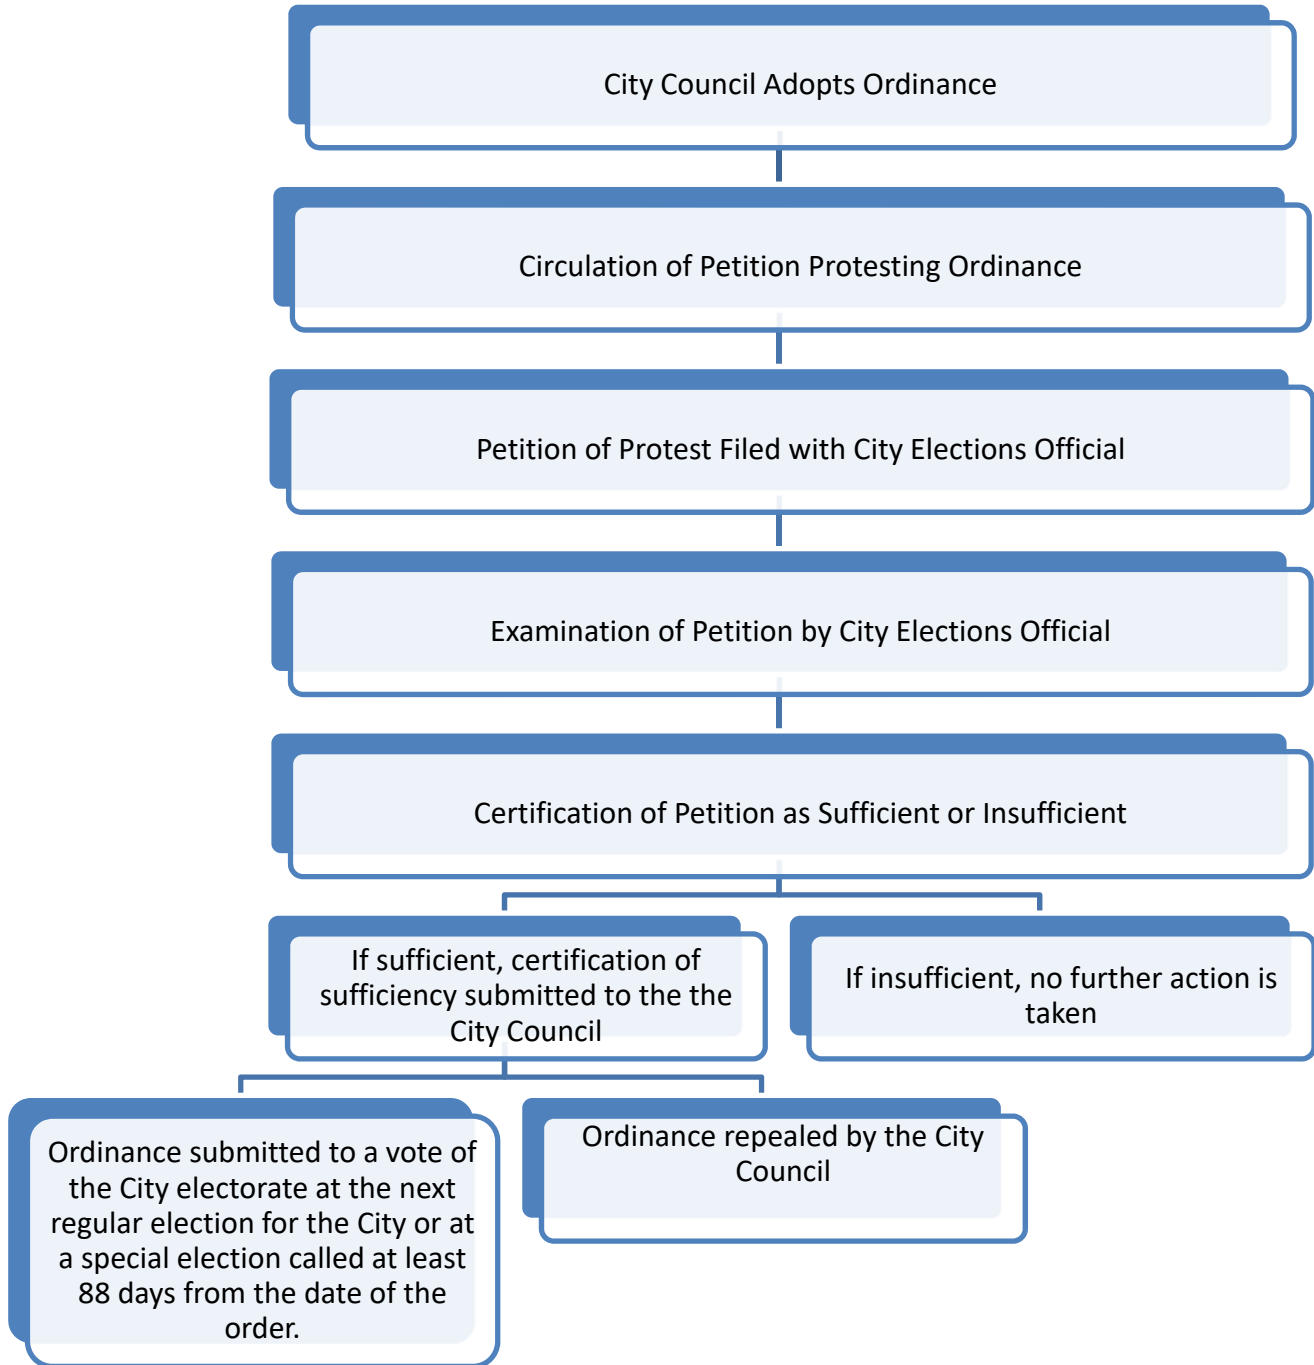 City Council Adopts Ordinance
Circulation of Petition Protesting Ordinance
Petition of Protest Filed with City Elections Official
Examination of Petition by City Elections Official
Certification of Petition as Sufficient or Insufficient
If sufficient, certification of
sufficiency submitted to the the
City Council
If insufficient, no further action is
taken
Ordinance submitted to a vote of
the City electorate at the next
regular election for the City or at
a special election called at least
88 days from the date of the
order.
Ordinance repealed by the City
Council